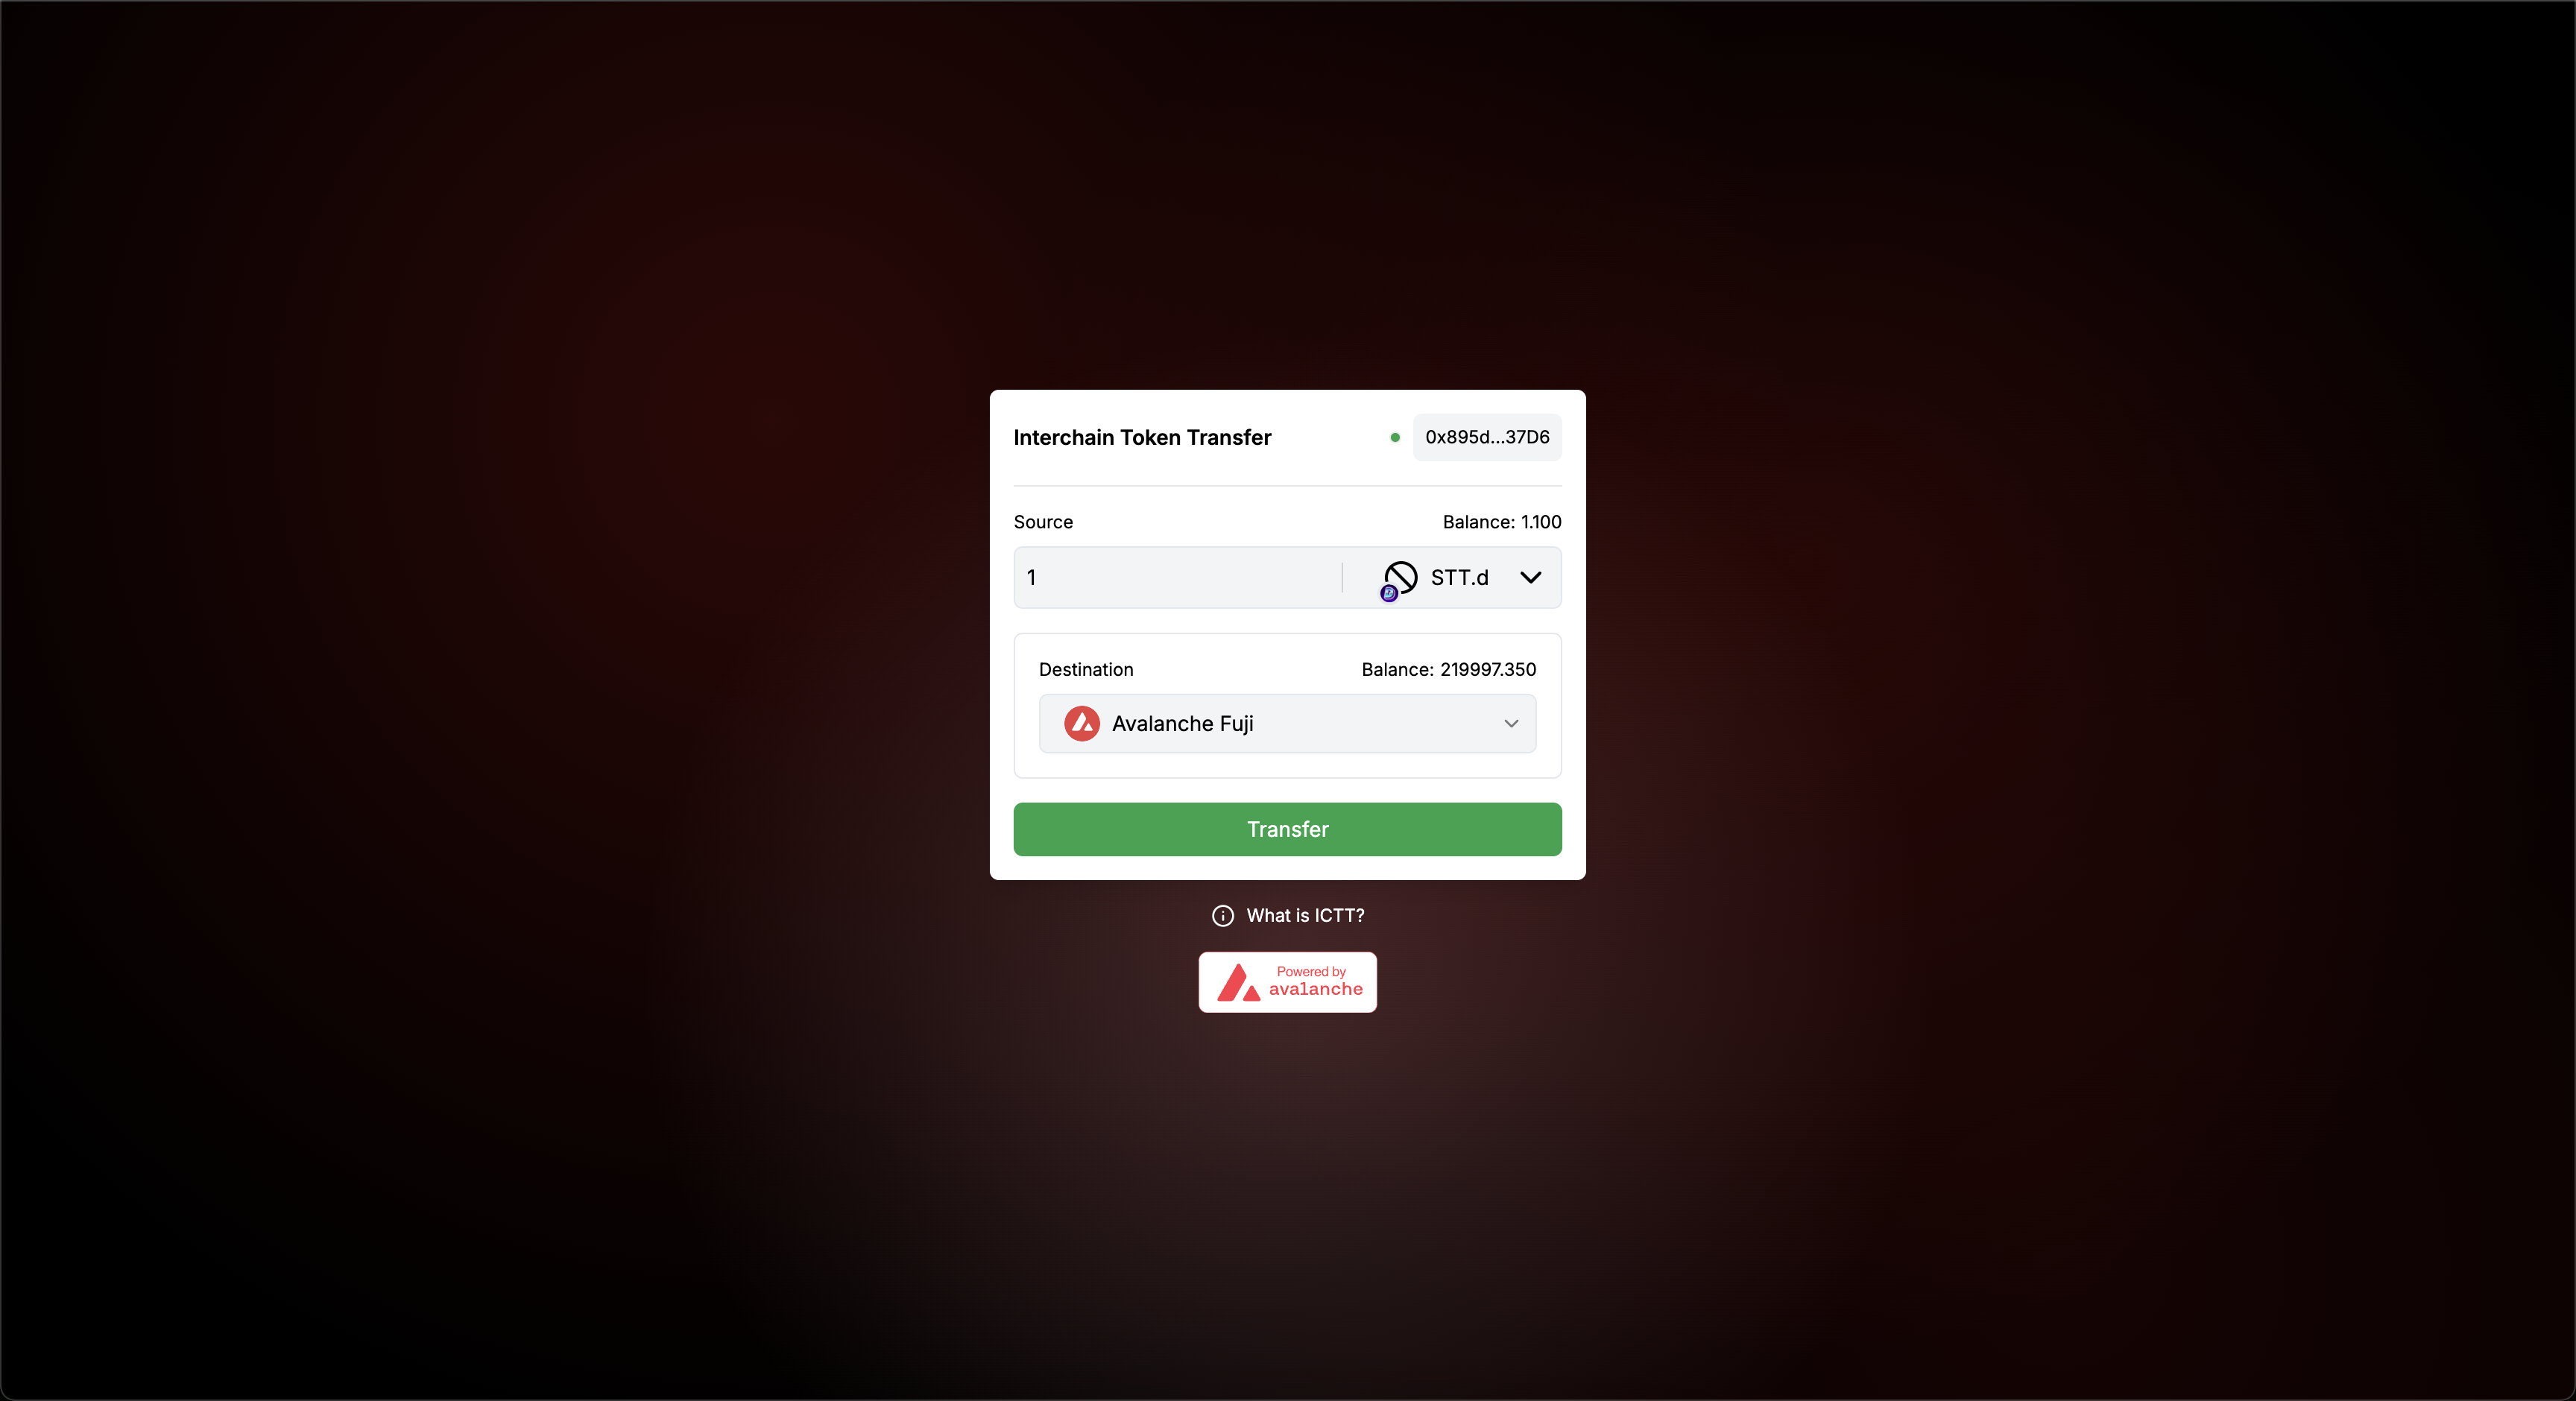 Interchain Token Transfer
0x895d...37D6
Source
Balance: 1.100
1
STT.d
Destination
Balance: 219997.350
Avalanche Fuji
Transfer
What is ICTT?
Powered by
avalanche